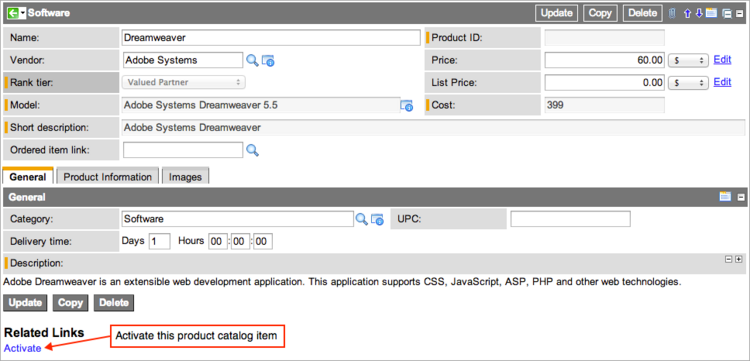 Software Update Copy Delete
Name: Dreamweaver Product ID:
Vendor: Adobe Systems Price: 60.00 $ Edit
Rank tier: Valued Partner List Price: 0.00 $ Edit
Model: Adobe Systems Dreamweaver 5.5 Cost: 399
Short description: Adobe Systems Dreamweaver
Ordered item link:
General Product Information Images
General
Category: Software UPC:
Delivery time: Days 1 Hours 00 : 00 : 00
Description:
Adobe Dreamweaver is an extensible web development application. This application supports CSS, JavaScript, ASP, PHP and other web technologies.
Update Copy Delete
Related Links
Activate this product catalog item
Activate